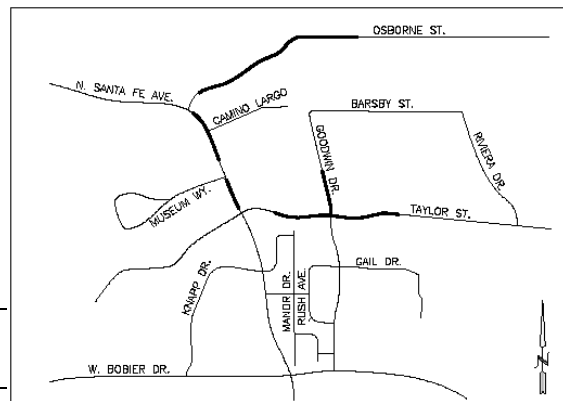 OSBORNE ST.
N. SANTA FE AVE.
CAMINO LARGO
BARSBY ST.
GOODWIN DR.
RIVIERA DR.
MUSEUM WY.
TAYLOR ST.
KNAPP DR.
MANOR DR.
RUSH AVE.
GAIL DR.
W. BOBIER DR.
N